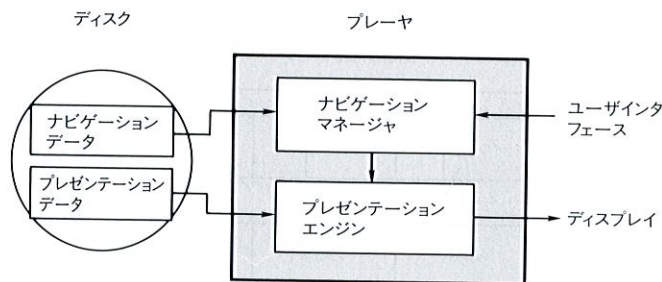 ディスク
プレーヤ
ナビゲーション
データ
ナビゲーション
マネージャ
ユーザインタ
フェース
プレゼンテーション
データ
プレゼンテーション
エンジン
ディスプレイ